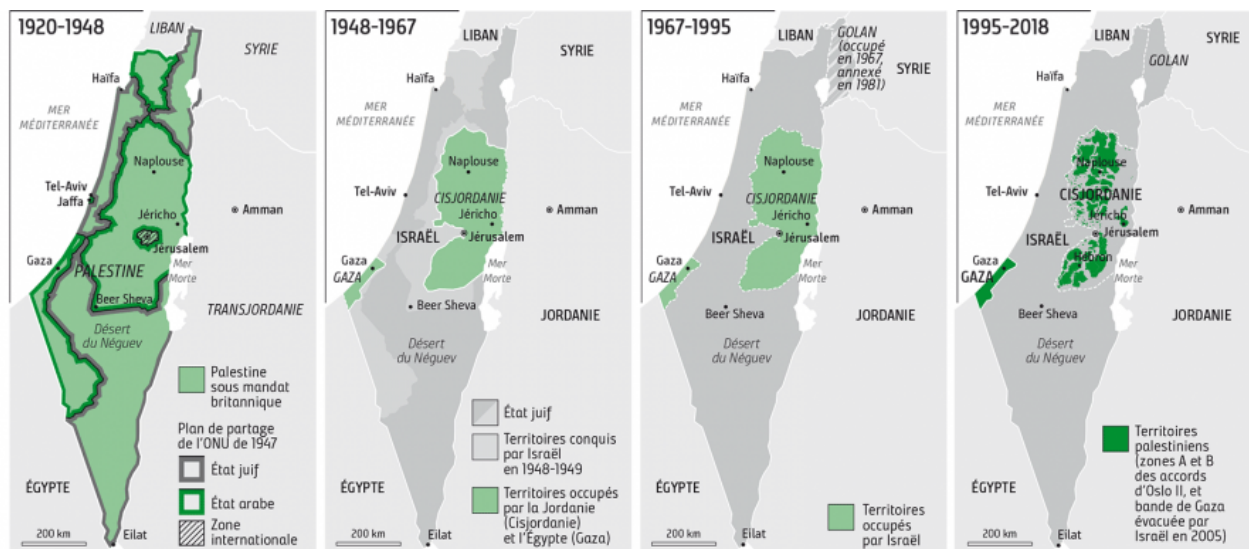 1920-1948
LIBAN
SYRIE
Haïfa
MER
MÉDITERRANÉE
Naplouse
Tel-Aviv
Jaffa
Jéricho
Amman
Jérusalem
Gaza
PALESTINE
Mer
Morte
Beer Sheva
TRANSJORDANIE
Désert
du Néguev
Palestine
sous mandat
britannique
Plan de partage
de l'ONU de 1947
État juif
État arabe
Zone
internationale
ÉGYPTE
200 km
Eilat
1948-1967
LIBAN
SYRIE
Haïfa
MER
MÉDITERRANÉE
Naplouse
Tel-Aviv
CISJORDANIE
Jéricho
Amman
ISRAËL
Jérusalem
Gaza
GAZA
Mer
Morte
Beer Sheva
JORDANIE
Désert
du Néguev
État juif
Territoires conquis
par Israël
en 1948-1949
Territoires occupés
par la Jordanie
(Cisjordanie)
et l'Égypte (Gaza)
ÉGYPTE
200 km
Eilat
1967-1995
LIBAN
GOLAN
(occupé
en 1967,
annexé
en 1981)
SYRIE
Haïfa
MER
MÉDITERRANÉE
Naplouse
Tel-Aviv
CISJORDANIE
Jéricho
Amman
ISRAËL
Jérusalem
Gaza
GAZA
Mer
Morte
Beer Sheva
JORDANIE
Désert
du Néguev
Territoires
occupés
par Israël
ÉGYPTE
200 km
Eilat
1995-2018
LIBAN
SYRIE
GOLAN
Haïfa
MER
MÉDITERRANÉE
Naplouse
Tel-Aviv
CISJORDANIE
Jéricho
Amman
ISRAËL
Jérusalem
Gaza
GAZA
Hébron
Mer
Morte
Beer Sheva
JORDANIE
Désert
du Néguev
Territoires
palestiniens
(zones A et B
des accords
d'Oslo II, et
bande de Gaza
évacuée par
Israël en 2005)
ÉGYPTE
200 km
Eilat